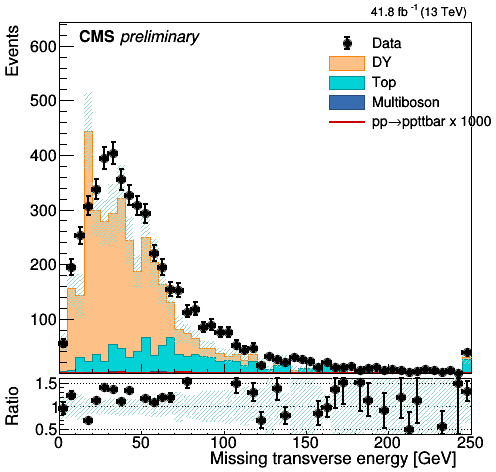 41.8 fb⁻¹ (13 TeV)
CMS preliminary
Events
600
500
400
300
200
100
Data
DY
Top
Multiboson
pp→ppttbar x 1000
Ratio
1.5
1
0.5
0 50 100 150 200 250
Missing transverse energy [GeV]